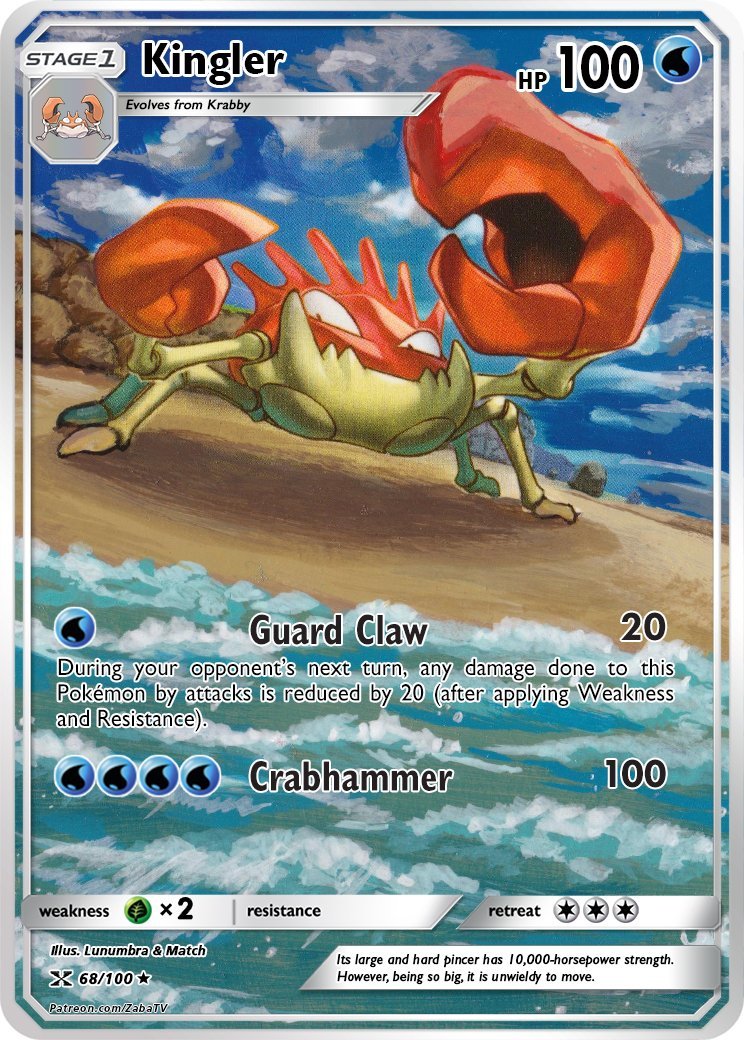 STAGE 1
Kingler
HP 100
Evolves from Krabby
Guard Claw 20
During your opponent's next turn, any damage done to this
Pokémon by attacks is reduced by 20 (after applying Weakness
and Resistance).
Crabhammer 100
weakness ×2 resistance retreat
Illus. Lunumbra & Match
68/100 ★
Its large and hard pincer has 10,000-horsepower strength.
However, being so big, it is unwieldy to move.
Patreon.com/ZabaTV